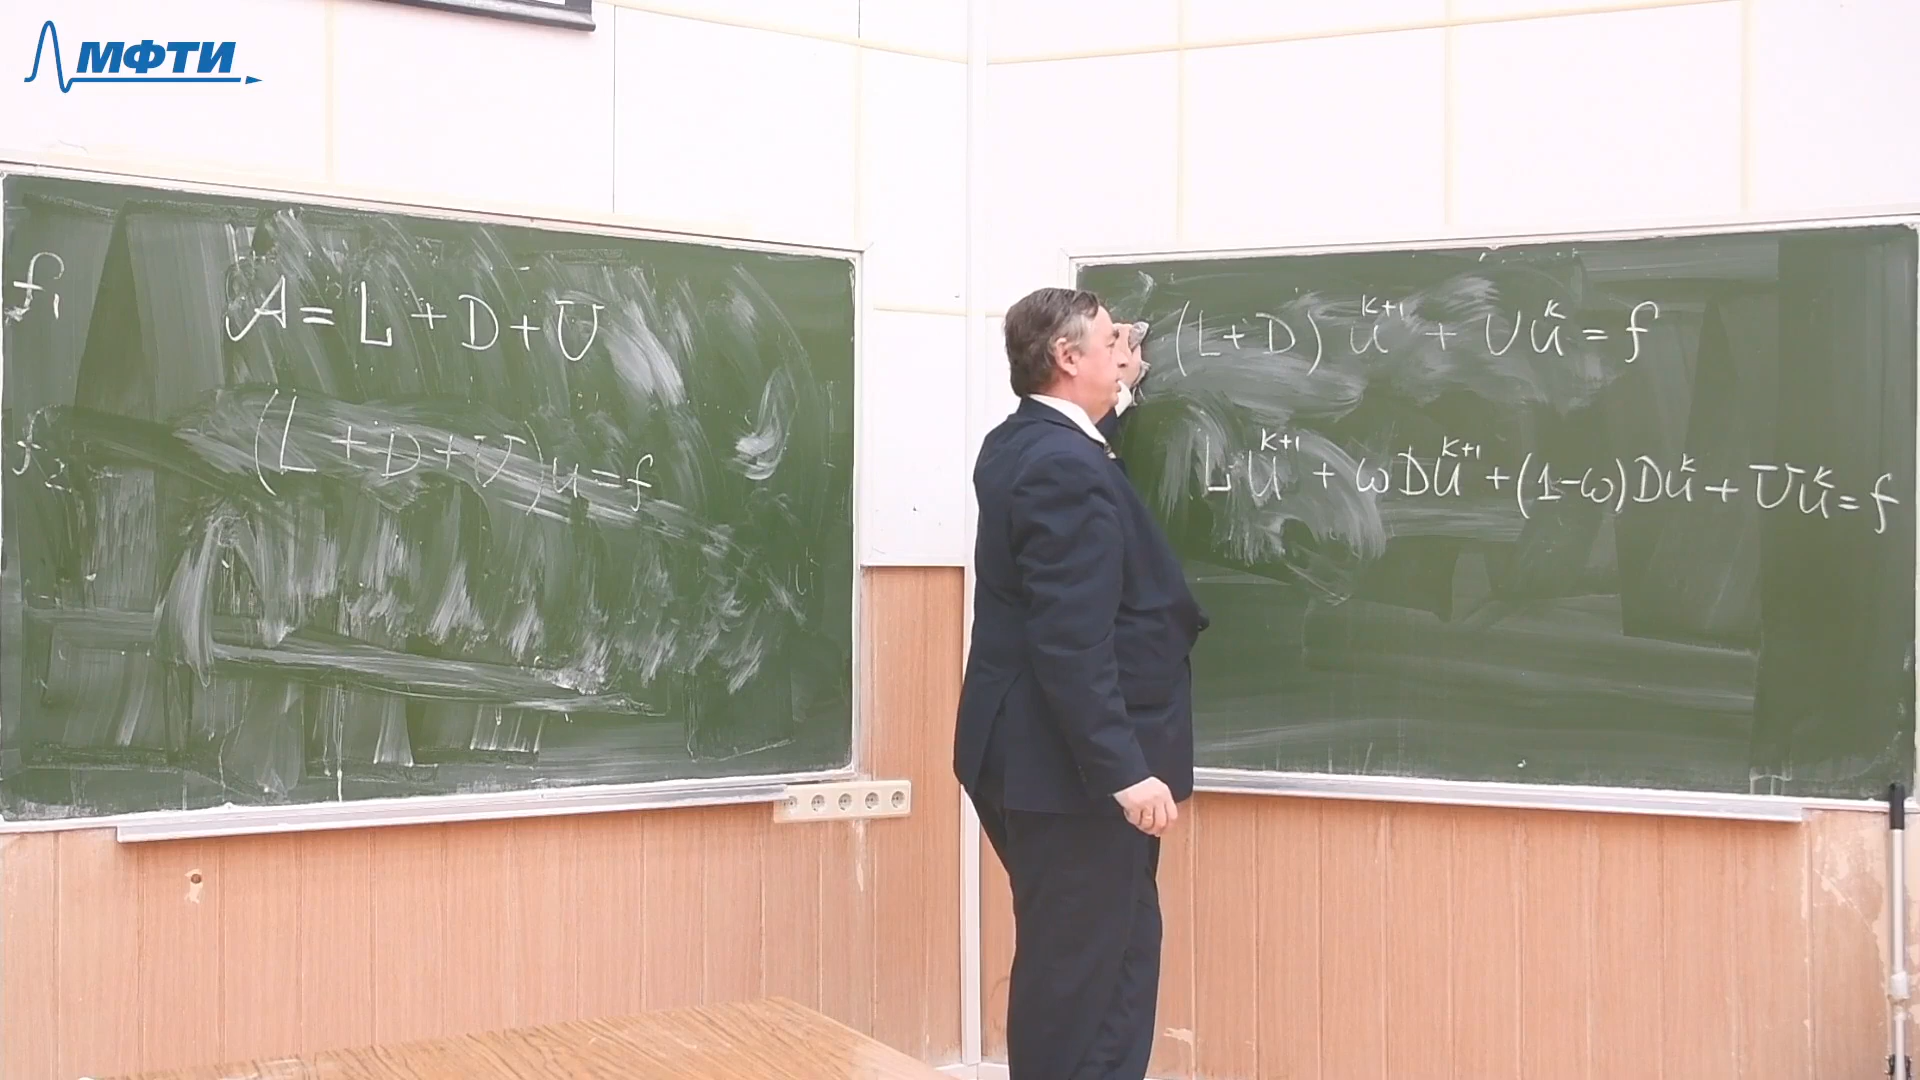 МФТИ
f₁
A = L + D + U
f₂
(L + D + U)u = f
(L+D) u^{k+1} + U u^k = f
L u^{k+1} + ω D u^{k+1} + (1-ω) D u^k + U u^k = f